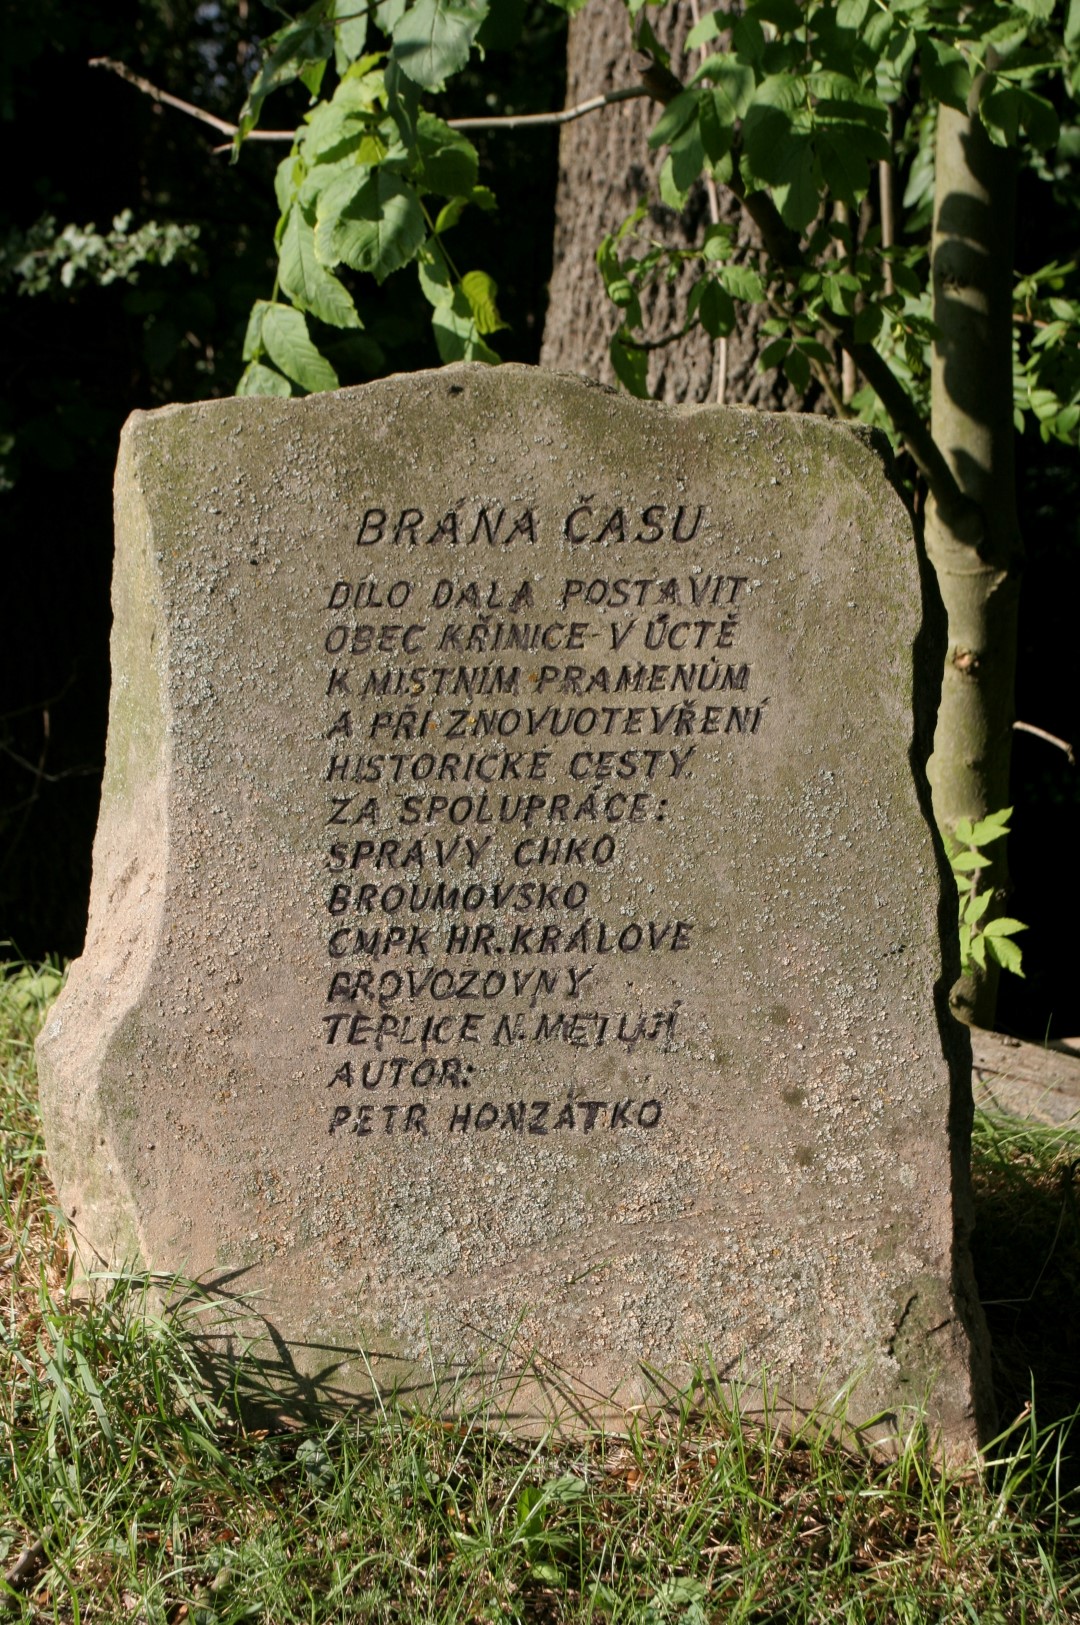 BRÁNA ČASU
DÍLO DALA POSTAVIT
OBEC KŘINICE V ÚCTĚ
K MÍSTNÍM PRAMENŮM
A PŘI ZNOVUOTEVŘENÍ
HISTORICKÉ CESTY.
ZA SPOLUPRÁCE:
SPRÁVY CHKO
BROUMOVSKO
ČMPK HR. KRÁLOVÉ
PROVOZOVNY
TEPLICE N. METUJÍ
AUTOR:
PETR HONZÁTKO